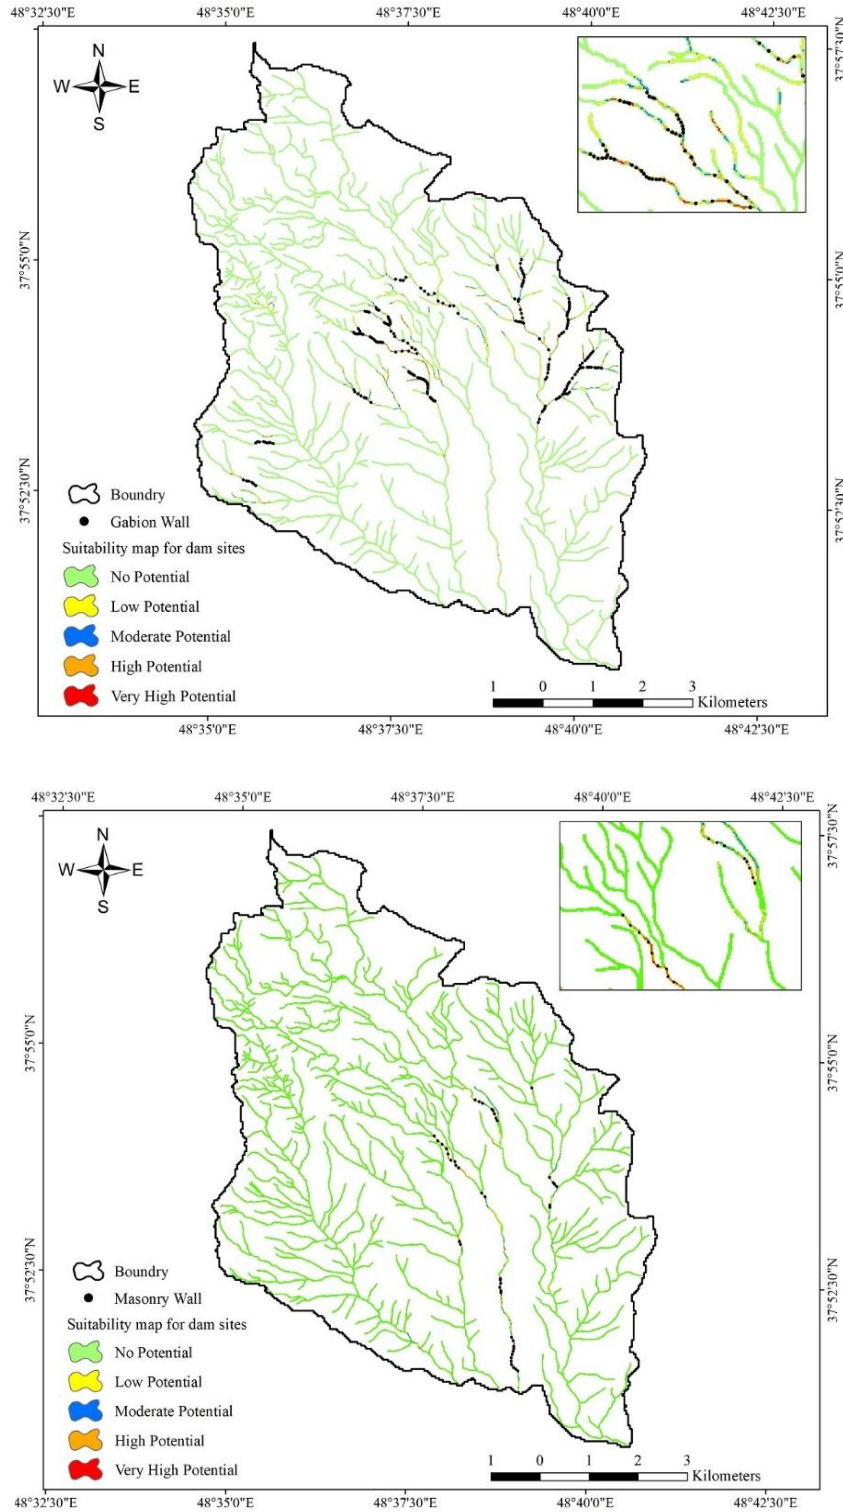 48°32'30"E 48°35'0"E 48°37'30"E 48°40'0"E 48°42'30"E
N
W E
S
37°57'30"N
37°55'0"N
37°55'0"N
37°52'30"N
37°52'30"N
Boundry
Gabion Wall
Suitability map for dam sites
No Potential
Low Potential
Moderate Potential
High Potential
Very High Potential
1 0 1 2 3
Kilometers
48°35'0"E 48°37'30"E 48°40'0"E 48°42'30"E
48°32'30"E 48°35'0"E 48°37'30"E 48°40'0"E 48°42'30"E
N
W E
S
37°57'30"N
37°55'0"N
37°55'0"N
37°52'30"N
37°52'30"N
Boundry
Masonry Wall
Suitability map for dam sites
No Potential
Low Potential
Moderate Potential
High Potential
Very High Potential
1 0 1 2 3
Kilometers
48°32'30"E 48°35'0"E 48°37'30"E 48°40'0"E 48°42'30"E